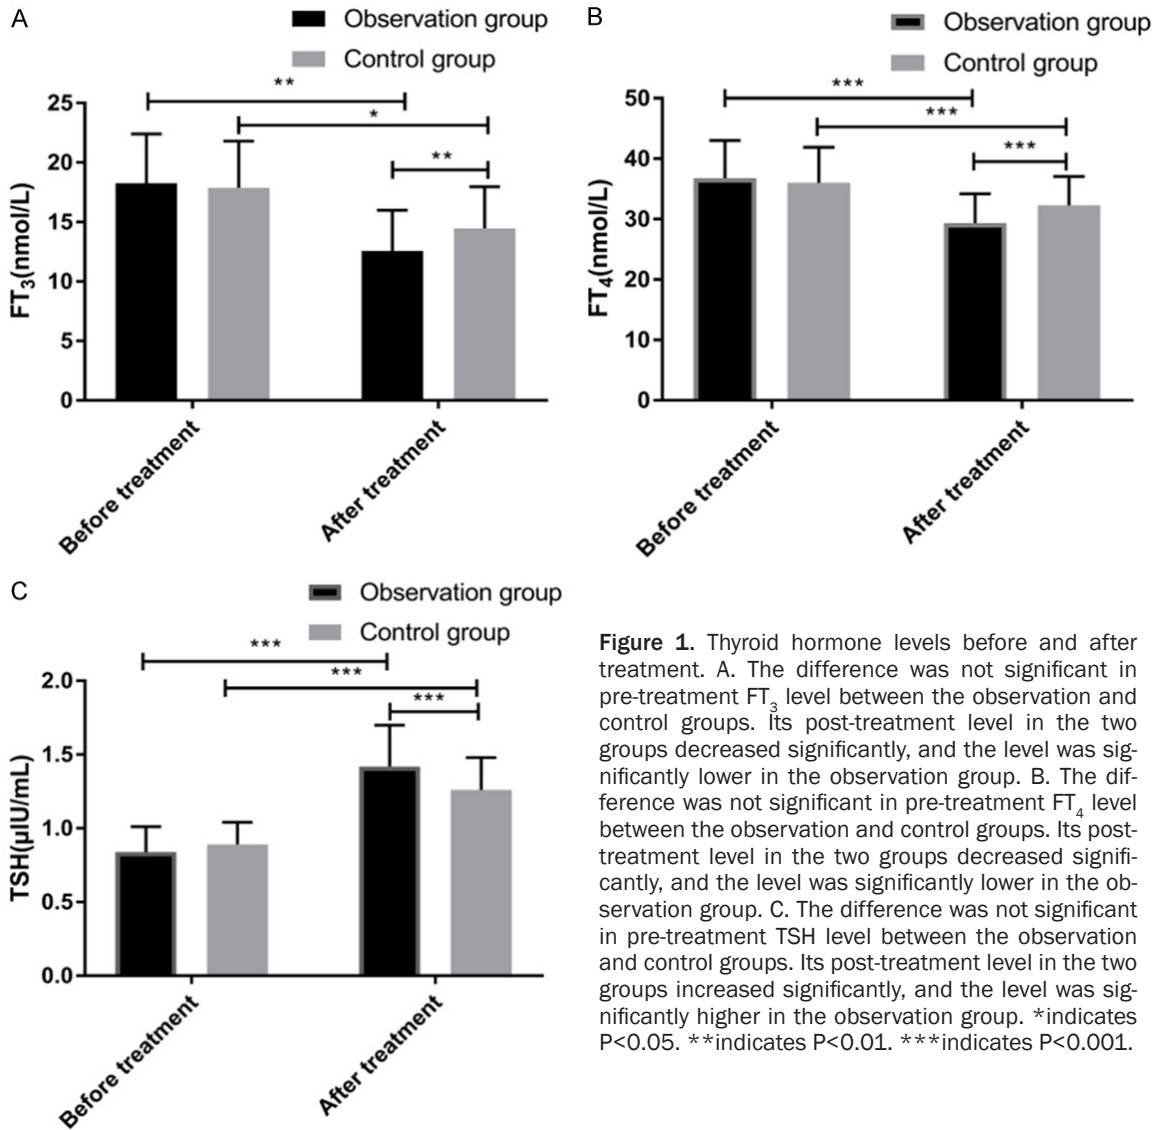 A
Observation group
Control group
**
*
**
25
20
15
10
5
0
FT3(nmol/L)
Before treatment
After treatment
B
Observation group
Control group
***
***
***
50
40
30
20
10
0
FT4(nmol/L)
Before treatment
After treatment
C
Observation group
Control group
***
***
***
2.0
1.5
1.0
0.5
0.0
TSH(μIU/mL)
Before treatment
After treatment
Figure 1. Thyroid hormone levels before and after
treatment. A. The difference was not significant in
pre-treatment FT3 level between the observation and
control groups. Its post-treatment level in the two
groups decreased significantly, and the level was sig-
nificantly lower in the observation group. B. The dif-
ference was not significant in pre-treatment FT4 level
between the observation and control groups. Its post-
treatment level in the two groups decreased signifi-
cantly, and the level was significantly lower in the ob-
servation group. C. The difference was not significant
in pre-treatment TSH level between the observation
and control groups. Its post-treatment level in the two
groups increased significantly, and the level was sig-
nificantly higher in the observation group. *indicates
P<0.05. **indicates P<0.01. ***indicates P<0.001.